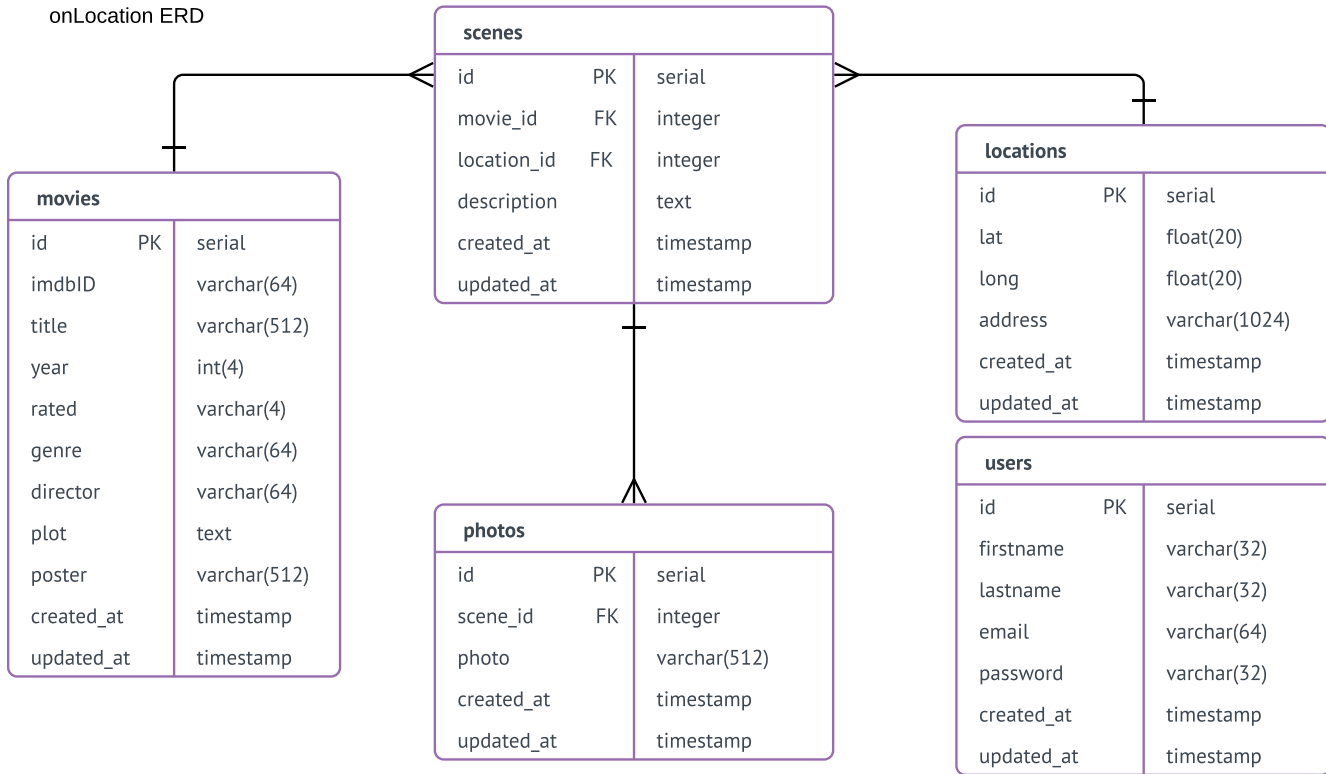 onLocation ERD
scenes
id PK serial
movie_id FK integer
location_id FK integer
description text
created_at timestamp
updated_at timestamp
movies
id PK serial
imdbID varchar(64)
title varchar(512)
year int(4)
rated varchar(4)
genre varchar(64)
director varchar(64)
plot text
poster varchar(512)
created_at timestamp
updated_at timestamp
locations
id PK serial
lat float(20)
long float(20)
address varchar(1024)
created_at timestamp
updated_at timestamp
photos
id PK serial
scene_id FK integer
photo varchar(512)
created_at timestamp
updated_at timestamp
users
id PK serial
firstname varchar(32)
lastname varchar(32)
email varchar(64)
password varchar(32)
created_at timestamp
updated_at timestamp